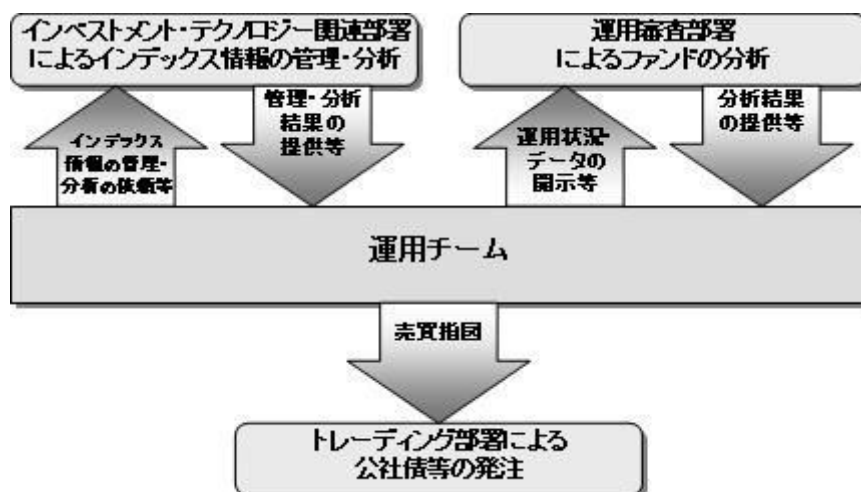 インベストメント・テクノロジー関連部署
によるインデックス情報の管理・分析
運用審査部署
によるファンドの分析
インデックス
情報の管理・
分析の依頼等
管理・分析
結果の
提供等
運用状況・
データの
開示等
分析結果
の提供等
運用チーム
売買指図
トレーディング部署による
公社債等の発注